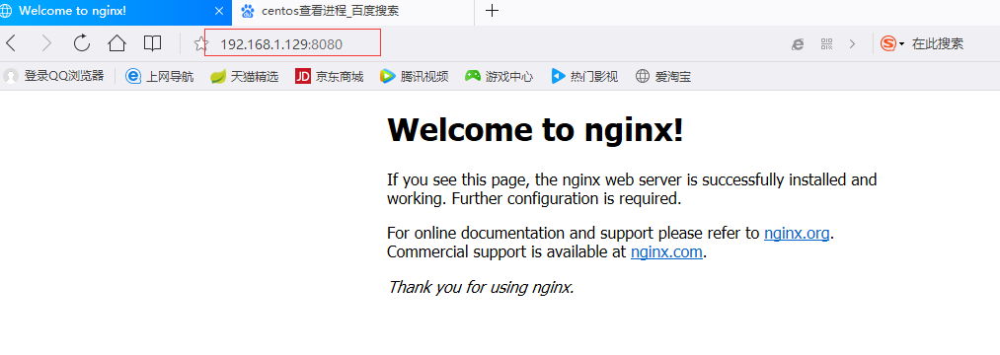 Welcome to nginx!
centos查看进程_百度搜索
192.168.1.129:8080
在此搜索
登录QQ浏览器 上网导航 天猫精选 JD 京东商城 腾讯视频 游戏中心 热门影视 爱淘宝
Welcome to nginx!
If you see this page, the nginx web server is successfully installed and
working. Further configuration is required.
For online documentation and support please refer to nginx.org.
Commercial support is available at nginx.com.
Thank you for using nginx.